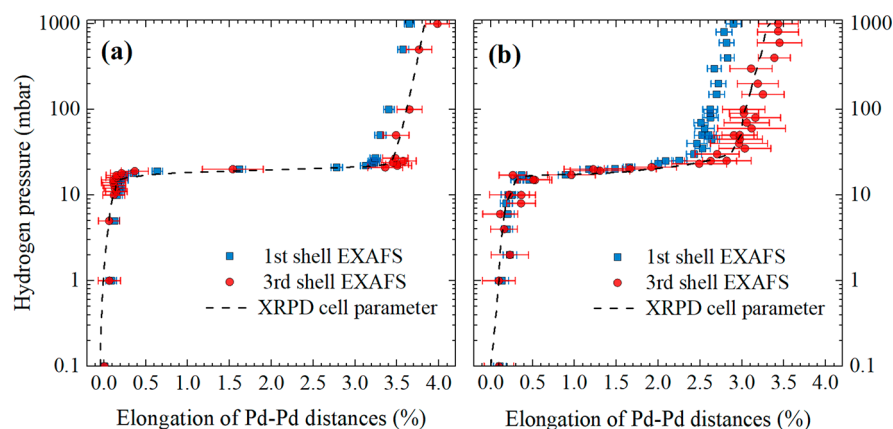 (a)
Hydrogen pressure (mbar)
1000
100
10
1
0.1
1st shell EXAFS
3rd shell EXAFS
XRPD cell parameter
0.0 0.5 1.0 1.5 2.0 2.5 3.0 3.5 4.0
Elongation of Pd-Pd distances (%)
(b)
1st shell EXAFS
3rd shell EXAFS
XRPD cell parameter
1000
100
10
1
0.1
0.0 0.5 1.0 1.5 2.0 2.5 3.0 3.5 4.0
Elongation of Pd-Pd distances (%)